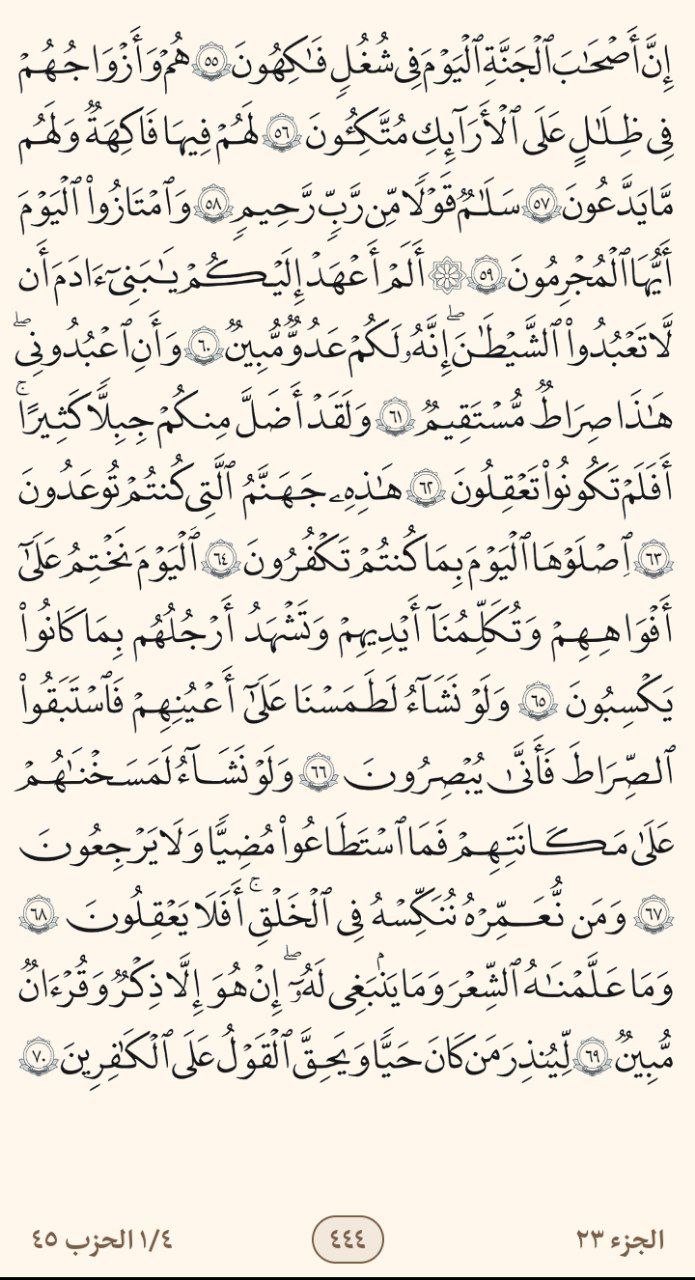 إِنَّ أَصْحَٰبَ ٱلْجَنَّةِ ٱلْيَوْمَ فِى شُغُلٍ فَٰكِهُونَ ٥٥ هُمْ وَأَزْوَٰجُهُمْ
فِى ظِلَٰلٍ عَلَى ٱلْأَرَآئِكِ مُتَّكِـُٔونَ ٥٦ لَهُمْ فِيهَا فَٰكِهَةٌ وَلَهُم
مَّا يَدَّعُونَ ٥٧ سَلَٰمٌ قَوْلًا مِّن رَّبٍّ رَّحِيمٍ ٥٨ وَٱمْتَٰزُوا۟ ٱلْيَوْمَ
أَيُّهَا ٱلْمُجْرِمُونَ ٥٩ ۞ أَلَمْ أَعْهَدْ إِلَيْكُمْ يَٰبَنِىٓ ءَادَمَ أَن
لَّا تَعْبُدُوا۟ ٱلشَّيْطَٰنَ ۖ إِنَّهُۥ لَكُمْ عَدُوٌّ مُّبِينٌ ٦٠ وَأَنِ ٱعْبُدُونِى ۚ
هَٰذَا صِرَٰطٌ مُّسْتَقِيمٌ ٦١ وَلَقَدْ أَضَلَّ مِنكُمْ جِبِلًّا كَثِيرًا ۖ
أَفَلَمْ تَكُونُوا۟ تَعْقِلُونَ ٦٢ هَٰذِهِۦ جَهَنَّمُ ٱلَّتِى كُنتُمْ تُوعَدُونَ
٦٣ ٱصْلَوْهَا ٱلْيَوْمَ بِمَا كُنتُمْ تَكْفُرُونَ ٦٤ ٱلْيَوْمَ نَخْتِمُ عَلَىٰٓ
أَفْوَٰهِهِمْ وَتُكَلِّمُنَآ أَيْدِيهِمْ وَتَشْهَدُ أَرْجُلُهُم بِمَا كَانُوا۟
يَكْسِبُونَ ٦٥ وَلَوْ نَشَآءُ لَطَمَسْنَا عَلَىٰٓ أَعْيُنِهِمْ فَٱسْتَبَقُوا۟
ٱلصِّرَٰطَ فَأَنَّىٰ يُبْصِرُونَ ٦٦ وَلَوْ نَشَآءُ لَمَسَخْنَٰهُمْ
عَلَىٰ مَكَانَتِهِمْ فَمَا ٱسْتَطَٰعُوا۟ مُضِيًّا وَلَا يَرْجِعُونَ
٦٧ وَمَن نُّعَمِّرْهُ نُنَكِّسْهُ فِى ٱلْخَلْقِ ۚ أَفَلَا يَعْقِلُونَ ٦٨
وَمَا عَلَّمْنَٰهُ ٱلشِّعْرَ وَمَا يَنۢبَغِى لَهُۥٓ ۖ إِنْ هُوَ إِلَّا ذِكْرٌ وَقُرْءَانٌ
مُّبِينٌ ٦٩ لِّيُنذِرَ مَن كَانَ حَيًّا وَيَحِقَّ ٱلْقَوْلُ عَلَى ٱلْكَٰفِرِينَ ٧٠
الجزء ٢٣ ٤٤٤ ١/٤ الحزب ٤٥